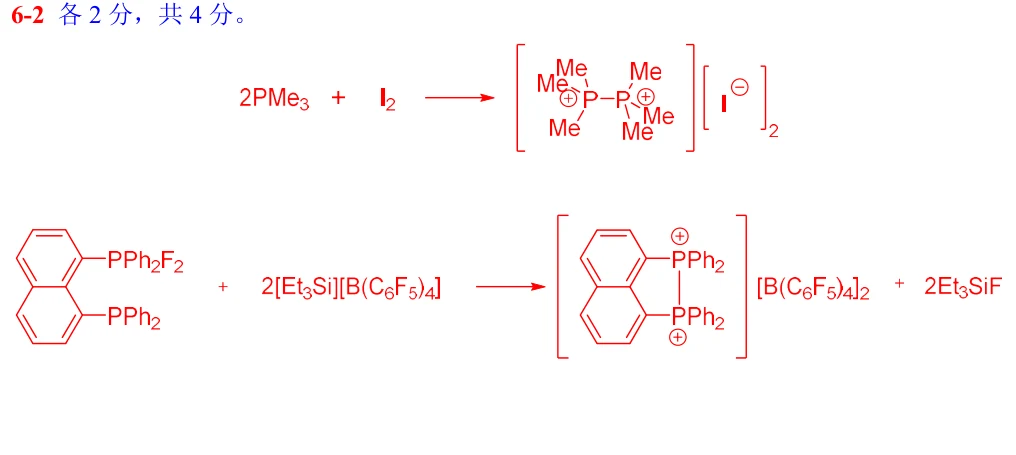 6-2 各 2 分，共 4 分。
2PMe₃ + I₂ ⟶ [Me Me Me ⊕P–P⊕ Me Me Me] [I⊖]₂
PPh₂F₂ PPh₂ + 2[Et₃Si][B(C₆F₅)₄] ⟶ [⊕ PPh₂ PPh₂ ⊕] [B(C₆F₅)₄]₂ + 2Et₃SiF